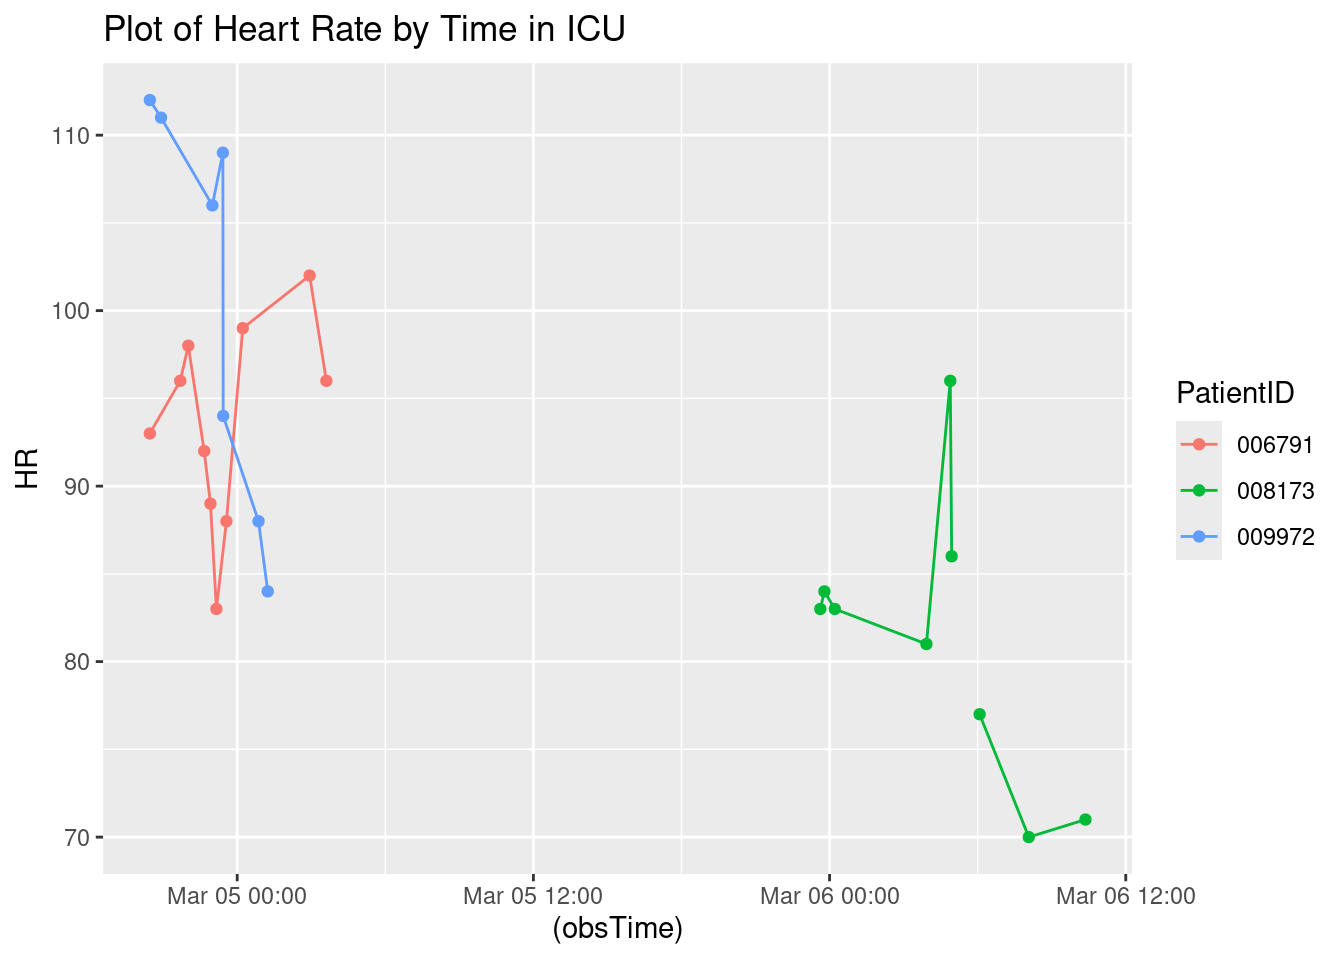 Plot of Heart Rate by Time in ICU
110
100
90
80
70
HR
Mar 05 00:00
Mar 05 12:00
Mar 06 00:00
Mar 06 12:00
(obsTime)
PatientID
006791
008173
009972